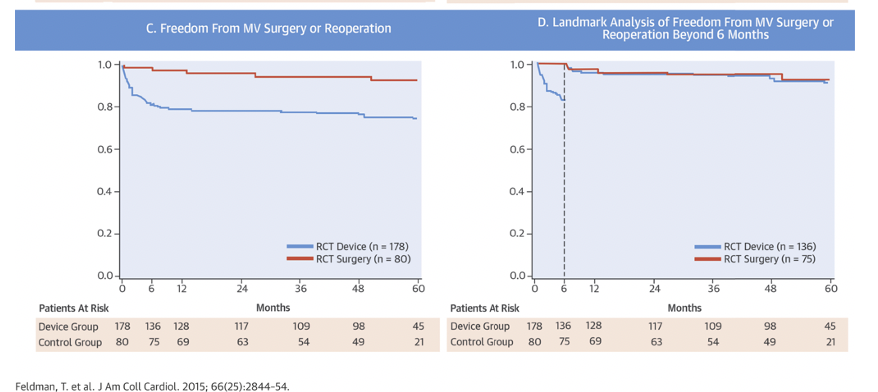 C. Freedom From MV Surgery or Reoperation
1.0
0.8
0.6
0.4
0.2
0.0
RCT Device (n = 178)
RCT Surgery (n = 80)
0 6 12 24 36 48 60
Patients At Risk Months
Device Group 178 136 128 117 109 98 45
Control Group 80 75 69 63 54 49 21
D. Landmark Analysis of Freedom From MV Surgery or
Reoperation Beyond 6 Months
1.0
0.8
0.6
0.4
0.2
0.0
RCT Device (n = 136)
RCT Surgery (n = 75)
0 6 12 24 36 48 60
Patients At Risk Months
Device Group 178 136 128 117 109 98 45
Control Group 80 75 69 63 54 49 21
Feldman, T. et al. J Am Coll Cardiol. 2015; 66(25):2844-54.